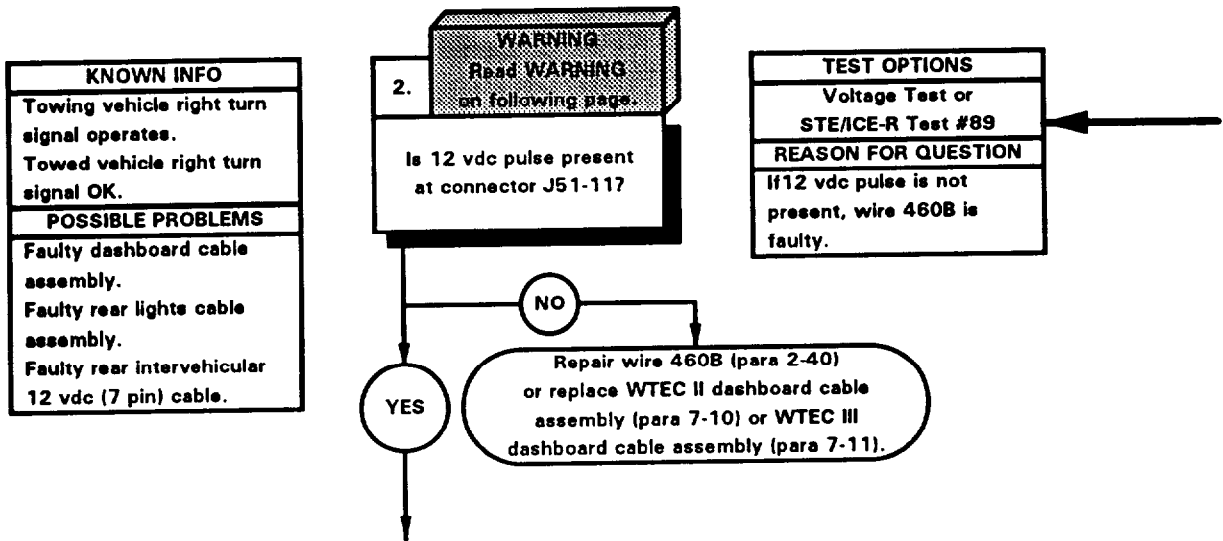 KNOWN INFO
Towing vehicle right turn
signal operates.
Towed vehicle right turn
signal OK.
POSSIBLE PROBLEMS
Faulty dashboard cable
assembly.
Faulty rear lights cable
assembly.
Faulty rear intervehicular
12 vdc (7 pin) cable.
2.
WARNING
Read WARNING
on following page.
Is 12 vdc pulse present
at connector J51-11?
TEST OPTIONS
Voltage Test or
STE/ICE-R Test #89
REASON FOR QUESTION
If 12 vdc pulse is not
present, wire 460B is
faulty.
NO
YES
Repair wire 460B (para 2-40)
or replace WTEC II dashboard cable
assembly (para 7-10) or WTEC III
dashboard cable assembly (para 7-11).